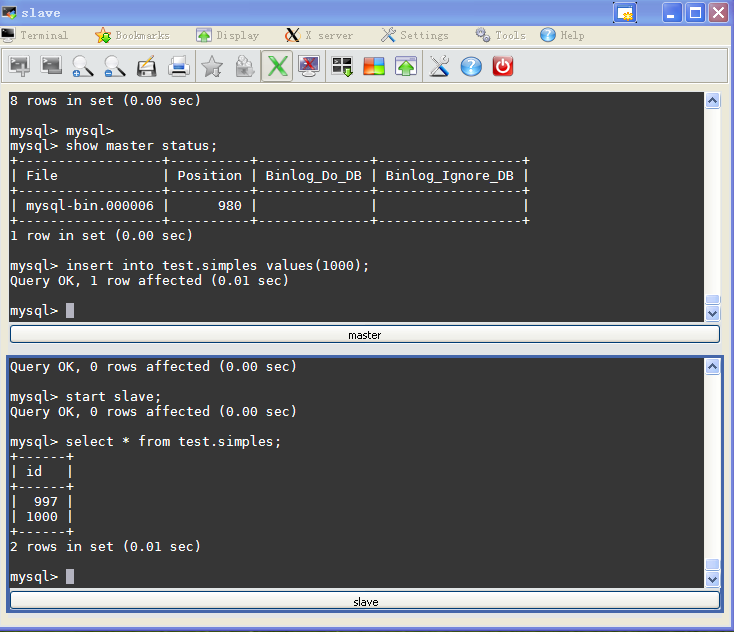 slave
Terminal Bookmarks Display X server Settings Tools Help
8 rows in set (0.00 sec)
mysql> mysql>
mysql> show master status;
+------------------+----------+--------------+------------------+
| File             | Position | Binlog_Do_DB | Binlog_Ignore_DB |
+------------------+----------+--------------+------------------+
| mysql-bin.000006 |      980 |              |                  |
+------------------+----------+--------------+------------------+
1 row in set (0.00 sec)
mysql> insert into test.simples values(1000);
Query OK, 1 row affected (0.01 sec)
mysql>
master
Query OK, 0 rows affected (0.00 sec)
mysql> start slave;
Query OK, 0 rows affected (0.00 sec)
mysql> select * from test.simples;
+------+
| id   |
+------+
|  997 |
| 1000 |
+------+
2 rows in set (0.01 sec)
mysql>
slave